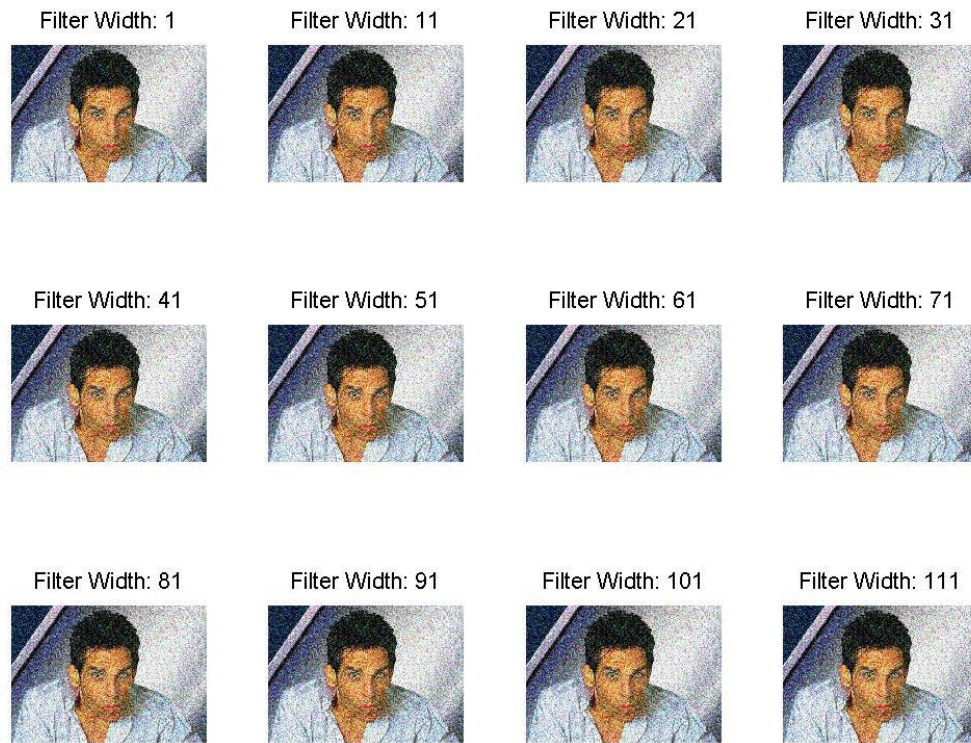 Filter Width: 1
Filter Width: 11
Filter Width: 21
Filter Width: 31
Filter Width: 41
Filter Width: 51
Filter Width: 61
Filter Width: 71
Filter Width: 81
Filter Width: 91
Filter Width: 101
Filter Width: 111